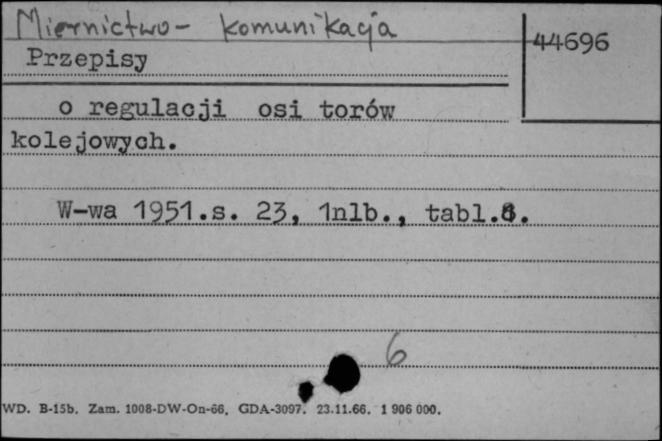 Miernictwo - komunikacja
44696
Przepisy
o regulacji osi torów
kolejowych.
W-wa 1951.s. 23, 1nlb., tabl.6.
6
WD. B-15b. Zam. 1008-DW-On-66. GDA-3097. 23.11.66. 1 906 000.